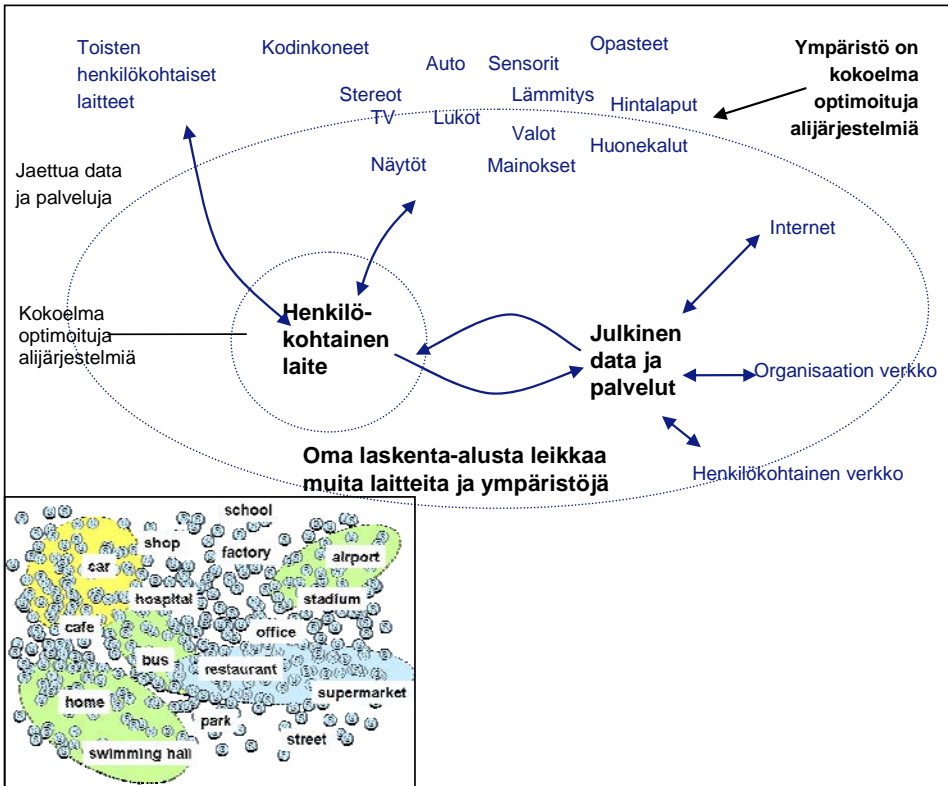 Toisten
henkilökohtaiset
laitteet
Kodinkoneet
Auto
Sensorit
Opasteet
Stereot
TV
Lukot
Lämmitys
Valot
Hintalaput
Huonekalut
Näytöt
Mainokset
Ympäristö on
kokoelma
optimoituja
alijärjestelmiä
Jaettua data
ja palveluja
Internet
Kokoelma
optimoituja
alijärjestelmiä
Henkilö-
kohtainen
laite
Julkinen
data ja
palvelut
Organisaation verkko
Henkilökohtainen verkko
Oma laskenta-alusta leikkaa
muita laitteita ja ympäristöjä
school
shop
factory
airport
car
hospital
stadium
cafe
office
bus
restaurant
supermarket
home
park
street
swimming hall